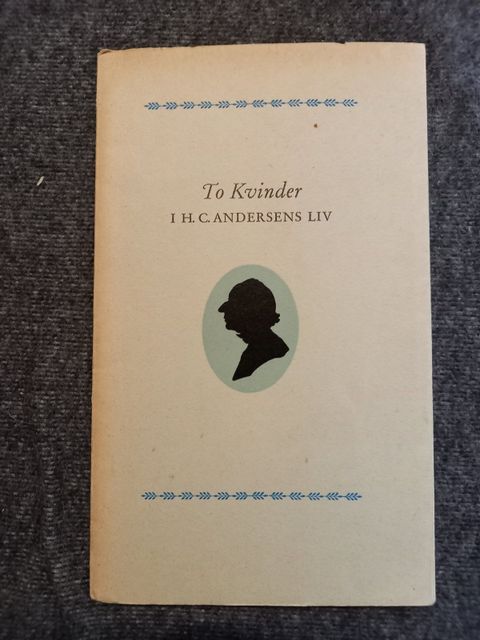 To Kvinder
I H. C. ANDERSENS LIV